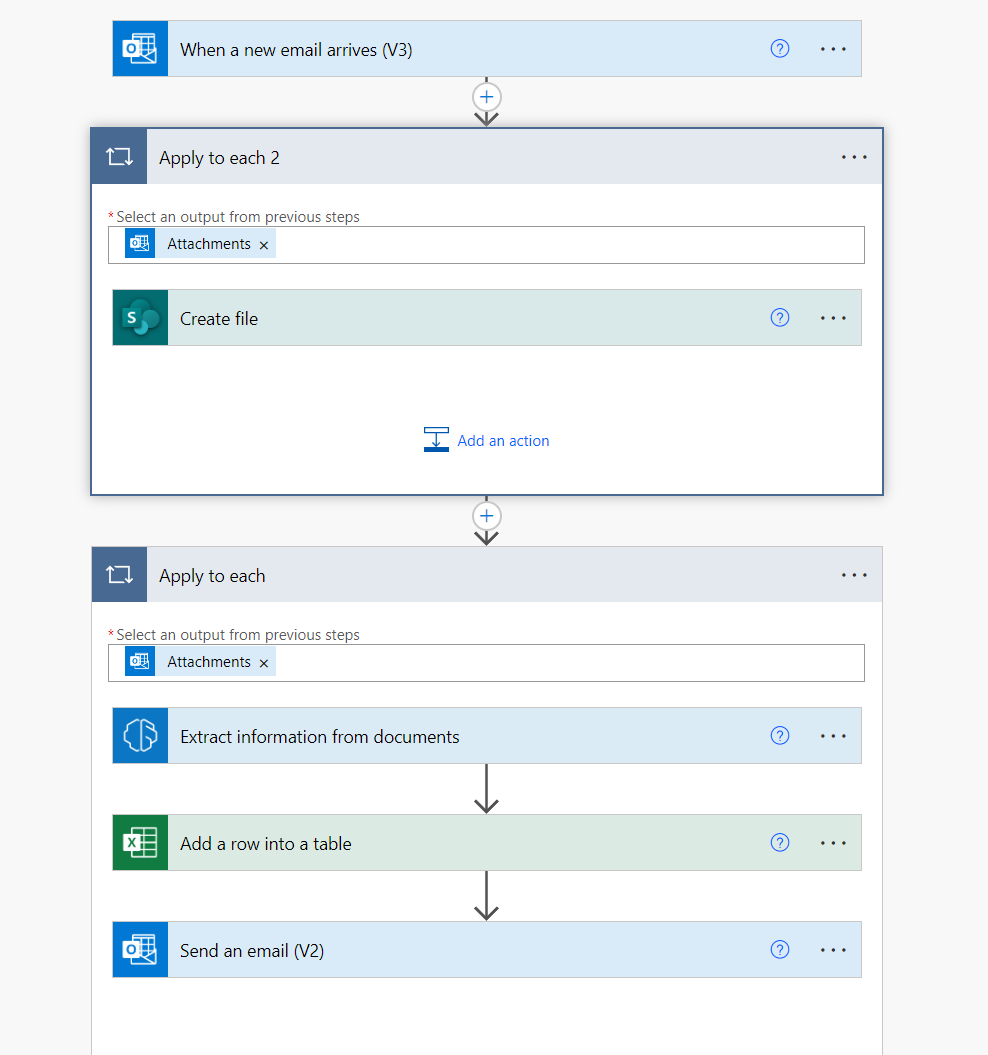 When a new email arrives (V3)
Apply to each 2
* Select an output from previous steps
Attachments ×
Create file
Add an action
Apply to each
* Select an output from previous steps
Attachments ×
Extract information from documents
Add a row into a table
Send an email (V2)